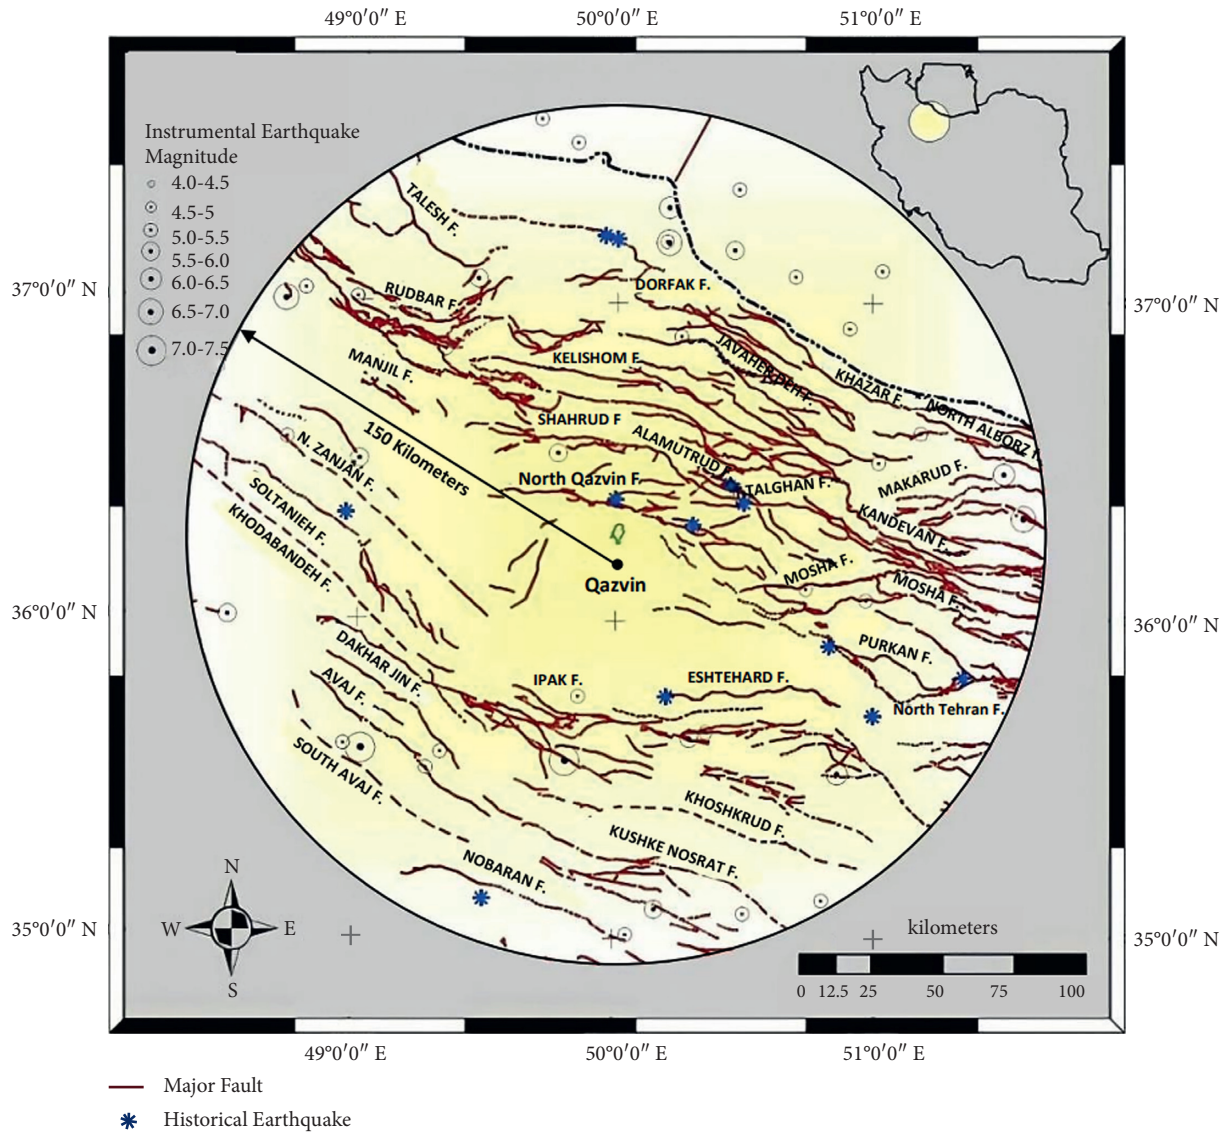 49°0′0″ E
50°0′0″ E
51°0′0″ E
Instrumental Earthquake
Magnitude
4.0-4.5
4.5-5
5.0-5.5
5.5-6.0
6.0-6.5
6.5-7.0
7.0-7.5
37°0′0″ N
37°0′0″ N
36°0′0″ N
36°0′0″ N
35°0′0″ N
35°0′0″ N
TALESH F.
RUDBAR F.
DORFAK F.
MANJIL F.
KELISHOM F.
JAVAHER DEH F.
KHAZAR F.
NORTH ALBORZ F.
SHAHRUD F
ALAMUTRUD F.
150 Kilometers
N. ZANJAN F.
North Qazvin F.
TALGHAN F.
MAKARUD F.
SOLTANIEH F.
KHODABANDEH F.
KANDEVAN F.
MOSHA F.
MOSHA F.
Qazvin
PURKAN F.
DAKHAR JIN F.
AVAJ F.
IPAK F.
ESHTEHARD F.
North Tehran F.
SOUTH AVAJ F.
KHOSHKRUD F.
KUSHKE NOSRAT F.
NOBARAN F.
N
W
E
S
kilometers
0 12.5 25 50 75 100
49°0′0″ E
50°0′0″ E
51°0′0″ E
Major Fault
Historical Earthquake